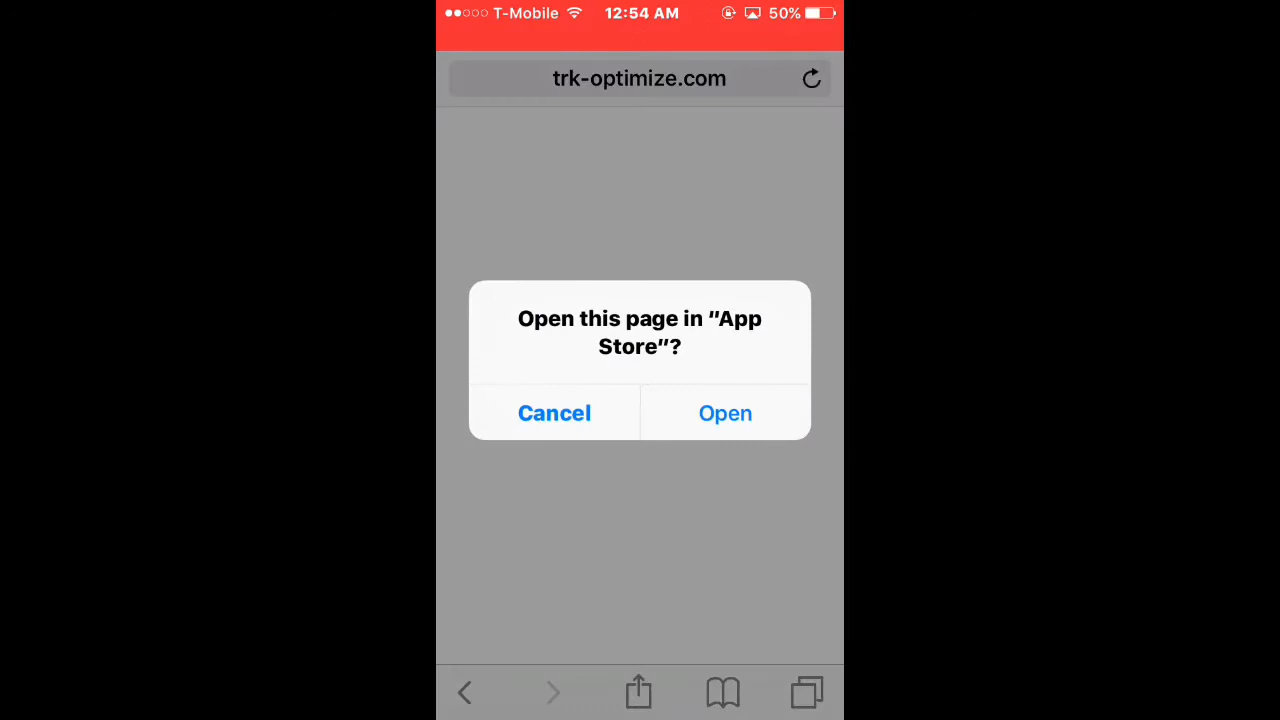 T-Mobile 12:54 AM 50%
trk-optimize.com
Open this page in “App
Store”?
Cancel Open